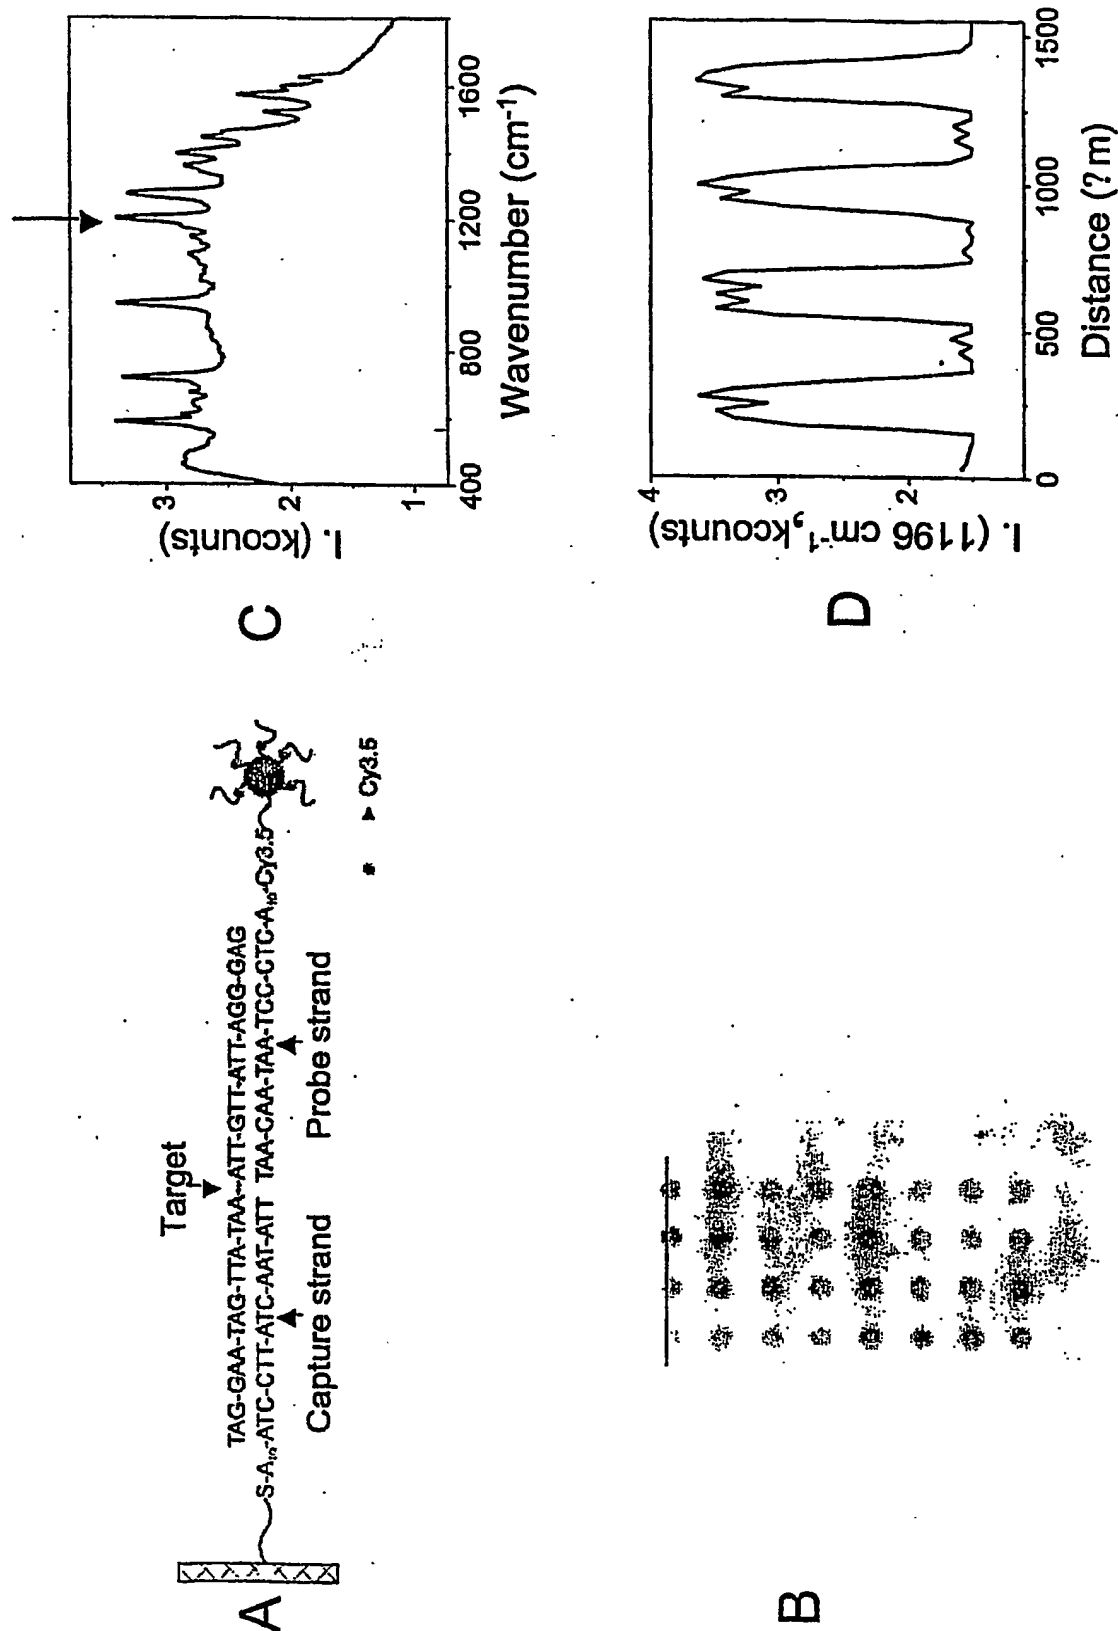 A
Target
TAG-GAA-TAG-TTA-TAA-ATT-GTT-ATT-AGG-GAG
S-A₁₀-ATC-CTT-ATC-AAT-ATT TAA-CAA-TAA-TCC-CTC-A₁₀-Cy3.5
Capture strand
Probe strand
Cy3.5
B
C
I. (kcounts)
3
2
1
400
800
1200
1600
Wavenumber (cm⁻¹)
D
I. (1196 cm⁻¹,kcounts)
4
3
2
0
500
1000
1500
Distance (?m)